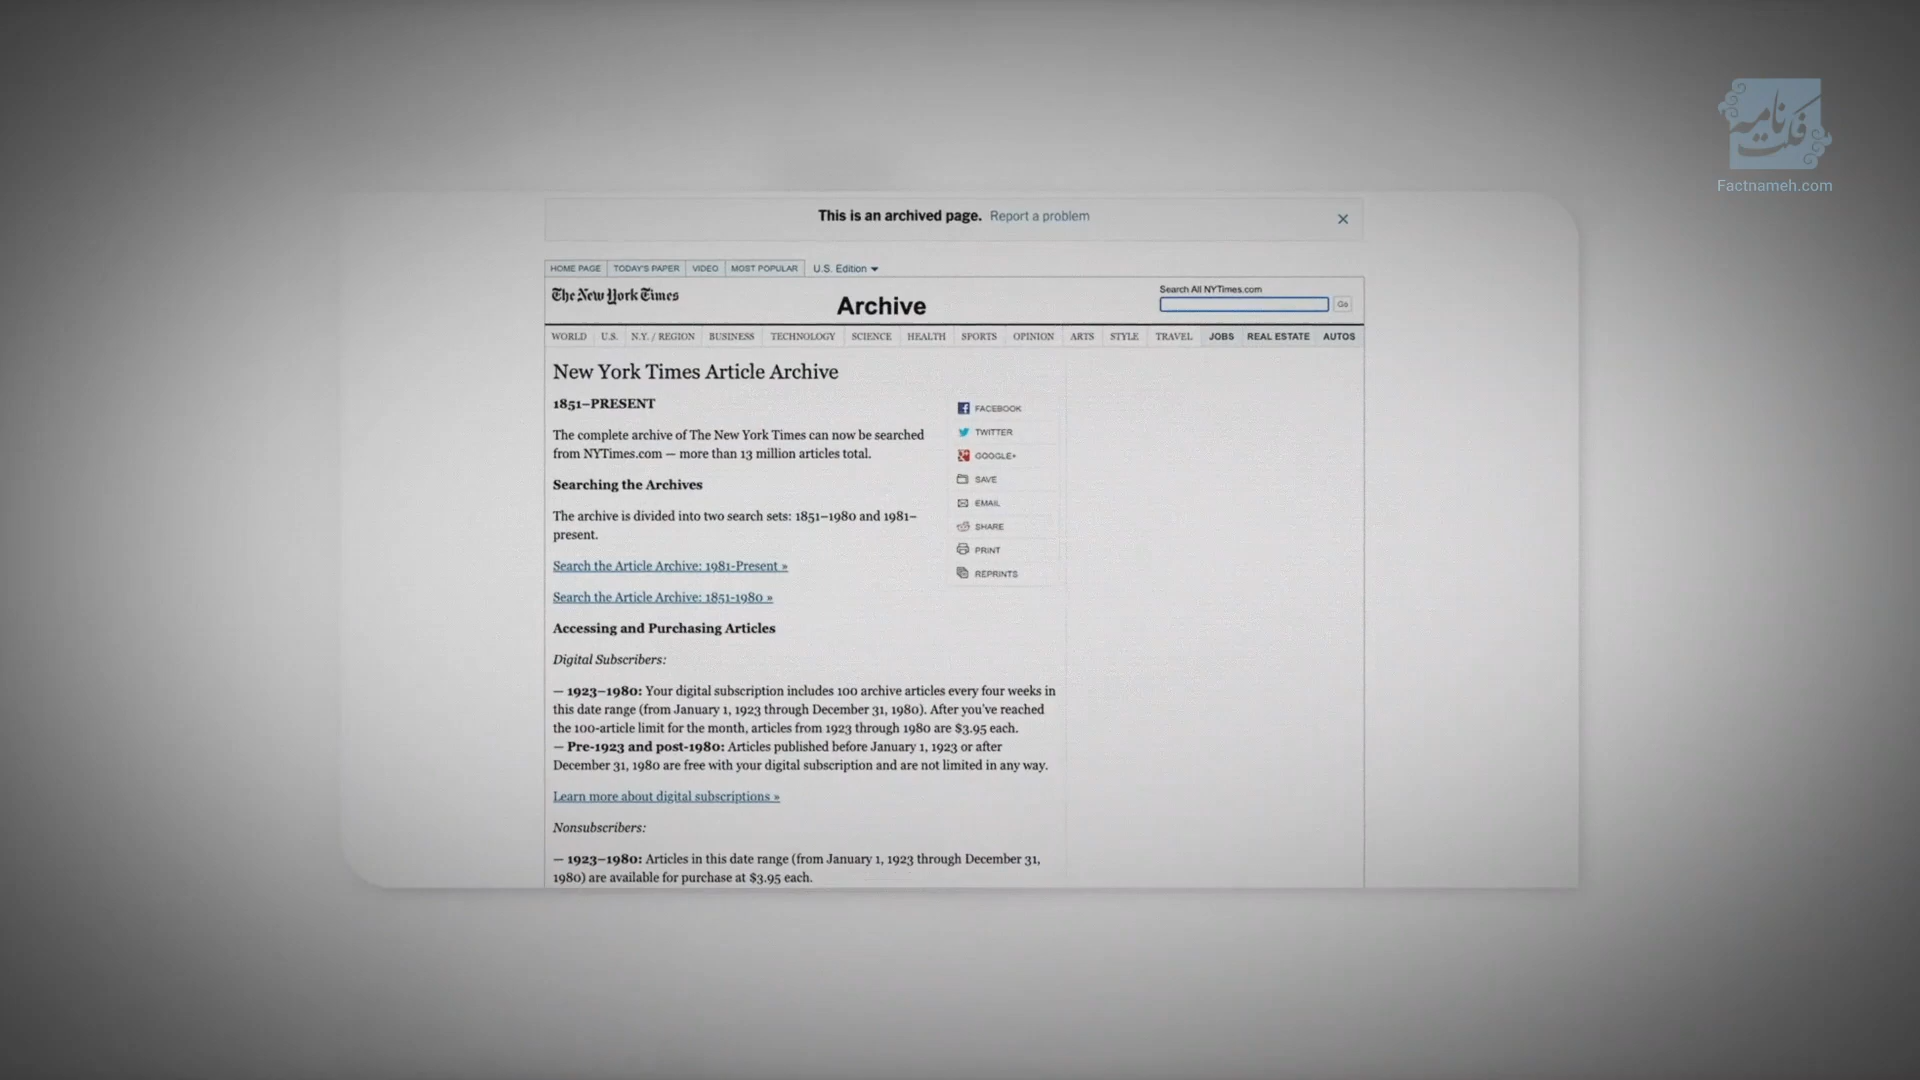 فکت‌نامه
Factnameh.com
This is an archived page. Report a problem
HOME PAGE TODAY'S PAPER VIDEO MOST POPULAR U.S. Edition
The New York Times
Archive
Search All NYTimes.com
Go
WORLD U.S. N.Y. / REGION BUSINESS TECHNOLOGY SCIENCE HEALTH SPORTS OPINION ARTS STYLE TRAVEL JOBS REAL ESTATE AUTOS
New York Times Article Archive
1851–PRESENT
The complete archive of The New York Times can now be searched
from NYTimes.com — more than 13 million articles total.
Searching the Archives
The archive is divided into two search sets: 1851–1980 and 1981–
present.
Search the Article Archive: 1981-Present »
Search the Article Archive: 1851-1980 »
FACEBOOK
TWITTER
GOOGLE+
SAVE
EMAIL
SHARE
PRINT
REPRINTS
Accessing and Purchasing Articles
Digital Subscribers:
— 1923–1980: Your digital subscription includes 100 archive articles every four weeks in
this date range (from January 1, 1923 through December 31, 1980). After you've reached
the 100-article limit for the month, articles from 1923 through 1980 are $3.95 each.
— Pre-1923 and post-1980: Articles published before January 1, 1923 or after
December 31, 1980 are free with your digital subscription and are not limited in any way.
Learn more about digital subscriptions »
Nonsubscribers:
— 1923–1980: Articles in this date range (from January 1, 1923 through December 31,
1980) are available for purchase at $3.95 each.